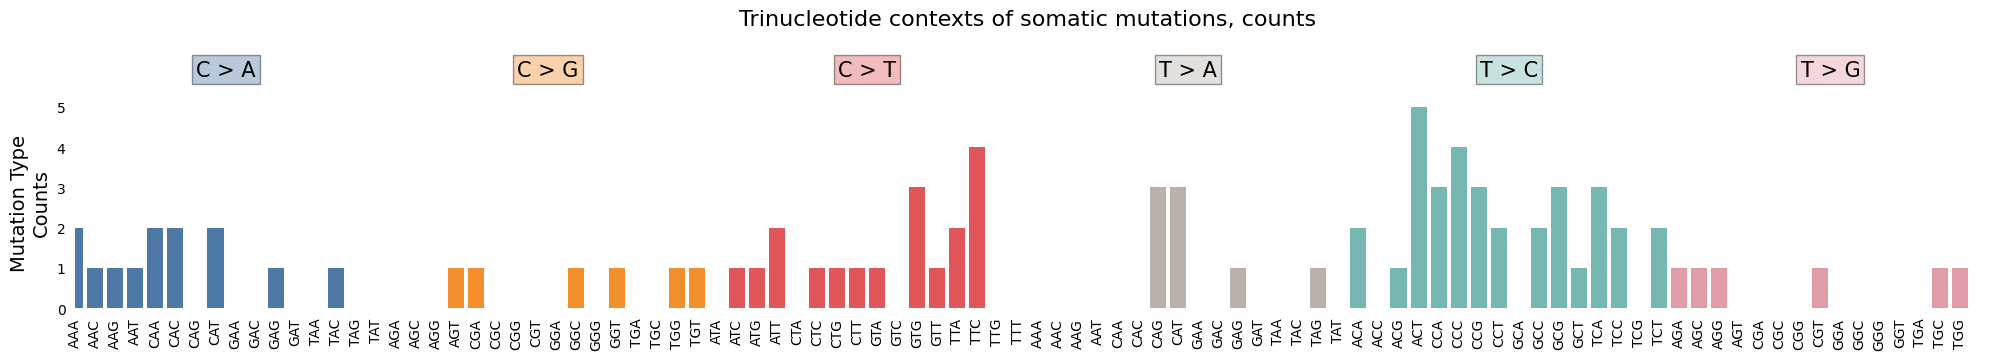 Trinucleotide contexts of somatic mutations, counts
C > A C > G C > T T > A T > C T > G
Mutation Type
Counts
5
4
3
2
1
0
AAA AAC AAG AAT CAA CAC CAG CAT GAA GAC GAG GAT TAA TAC TAG TAT AGA AGC AGG AGT CGA CGC CGG CGT GGA GGC GGG GGT TGA TGC TGG TGT ATA ATC ATG ATT CTA CTC CTG CTT GTA GTC GTG GTT TTA TTC TTG TTT AAA AAC AAG AAT CAA CAC CAG CAT GAA GAC GAG GAT TAA TAC TAG TAT ACA ACC ACG ACT CCA CCC CCG CCT GCA GCC GCG GCT TCA TCC TCG TCT AGA AGC AGG AGT CGA CGC CGG CGT GGA GGC GGG GGT TGA TGC TGG